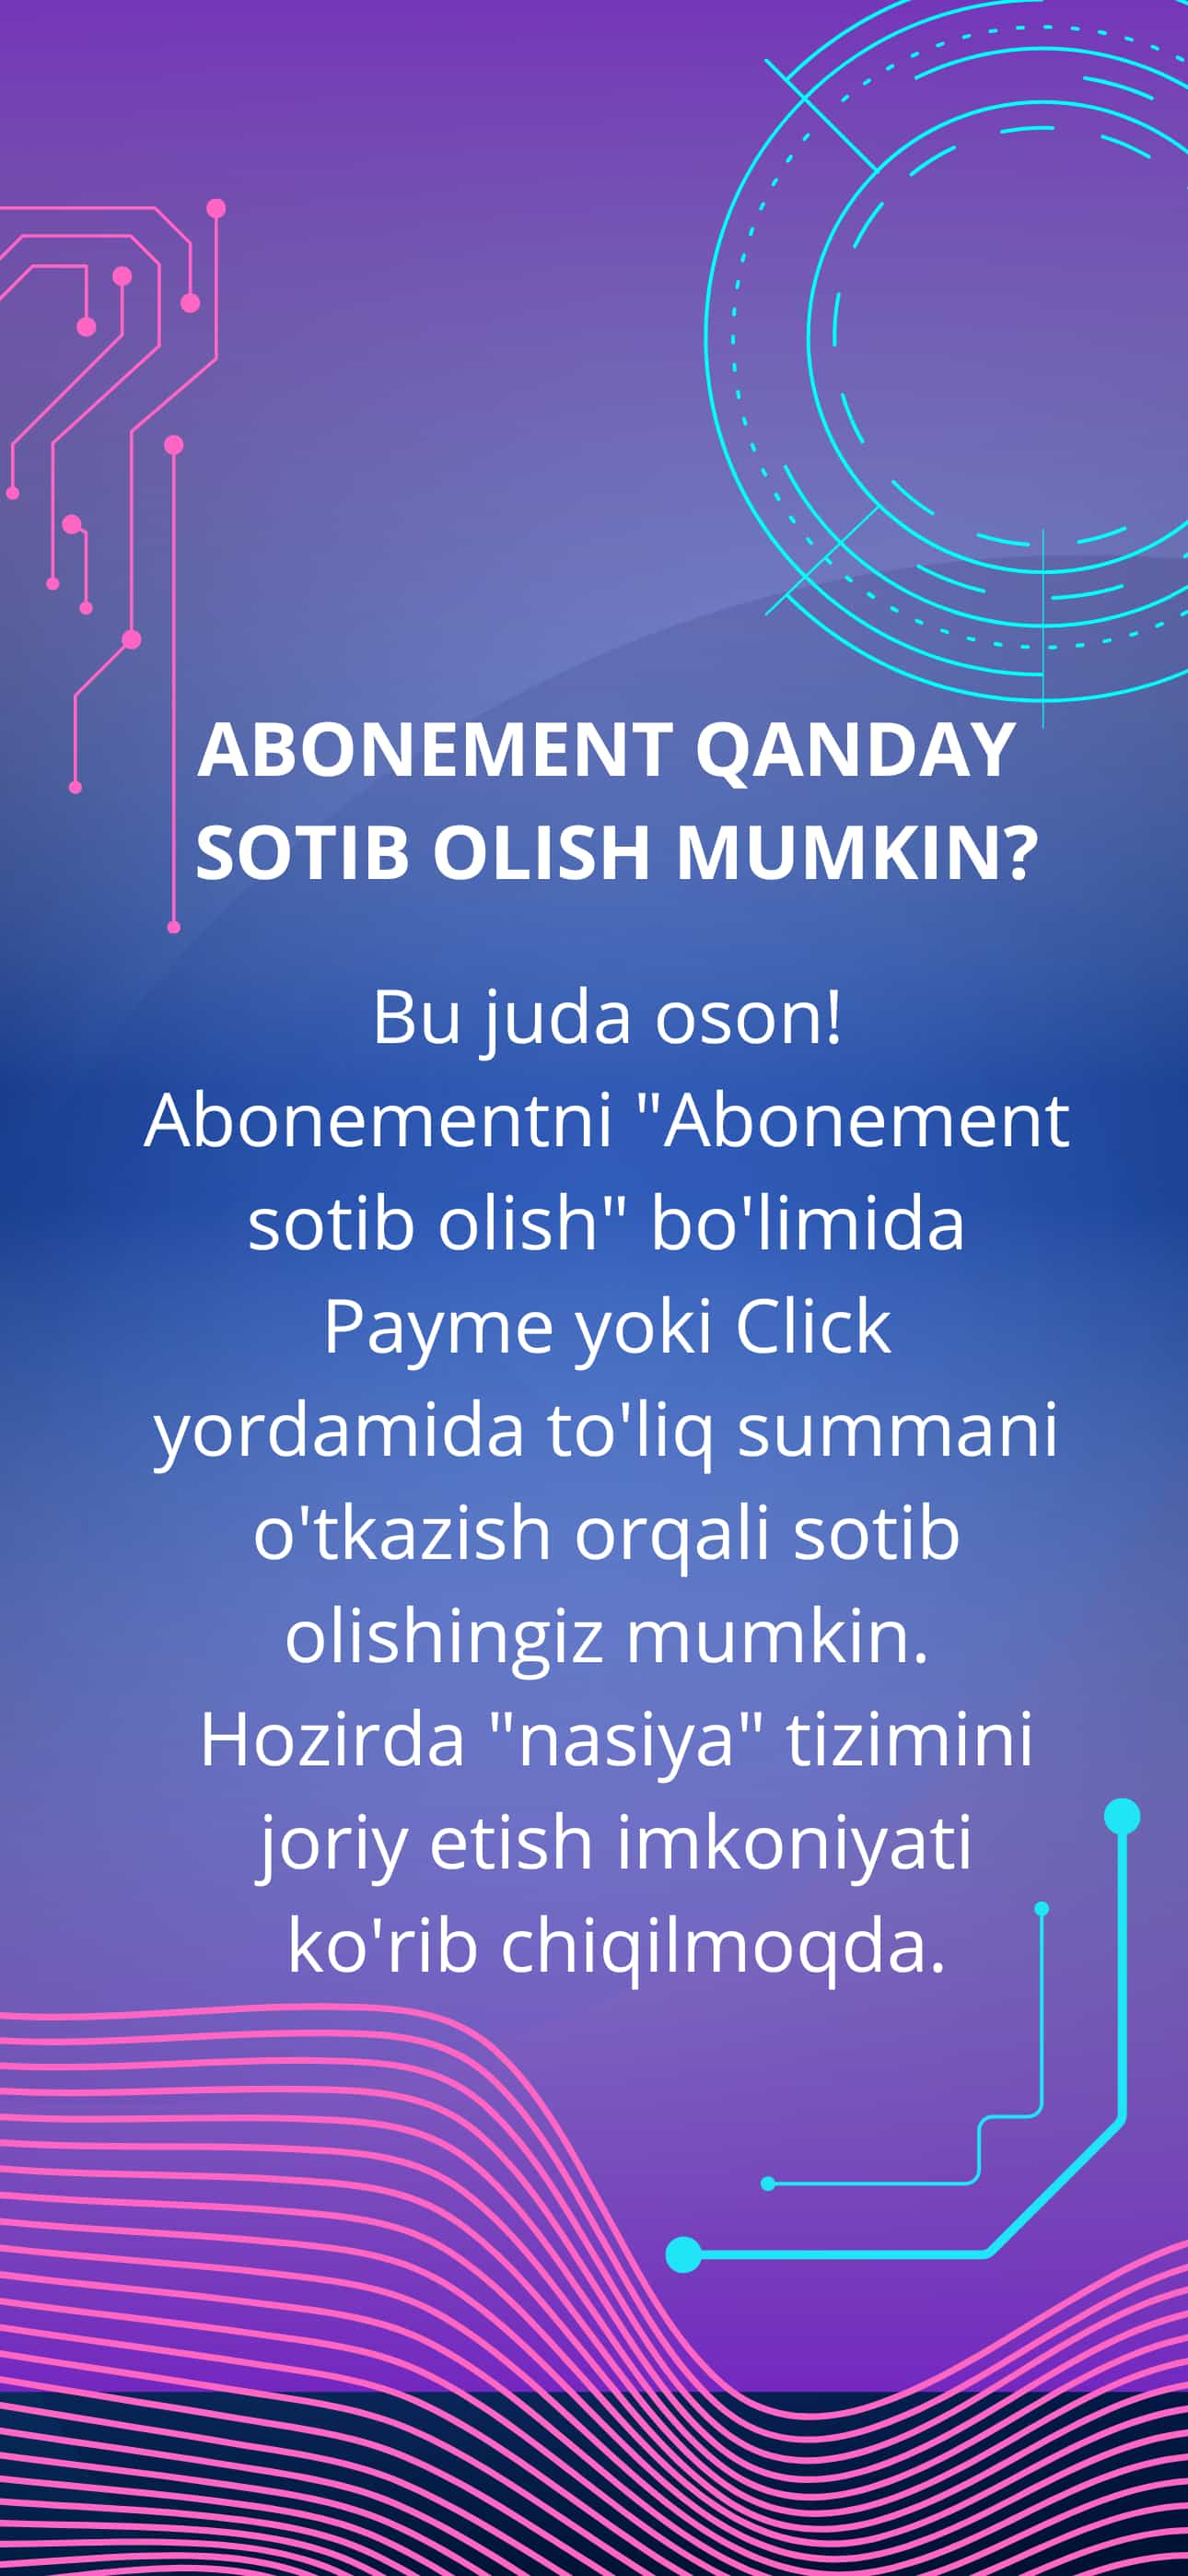 ABONEMENT QANDAY
SOTIB OLISH MUMKIN?
Bu juda oson!
Abonementni "Abonement
sotib olish" bo'limida
Payme yoki Click
yordamida to'liq summani
o'tkazish orqali sotib
olishingiz mumkin.
Hozirda "nasiya" tizimini
joriy etish imkoniyati
ko'rib chiqilmoqda.